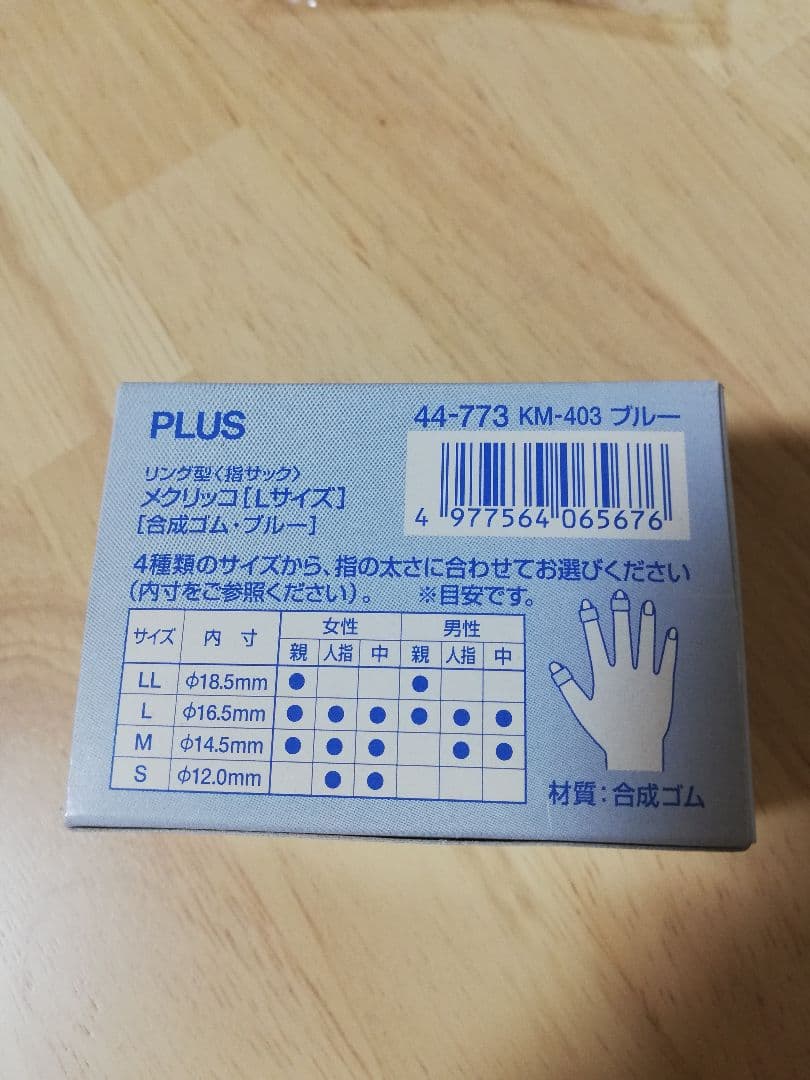 PLUS
44-773 KM-403 ブルー
リング型〈指サック〉
メクリッコ[Lサイズ]
[合成ゴム・ブルー]
4 977564 065676
4種類のサイズから、指の太さに合わせてお選びください
(内寸をご参照ください)。 ※目安です。
サイズ 内寸 女性 男性
親 人指 中 親 人指 中
LL φ18.5mm ● ●
L φ16.5mm ● ● ● ● ● ●
M φ14.5mm ● ● ● ● ●
S φ12.0mm ● ●
材質:合成ゴム